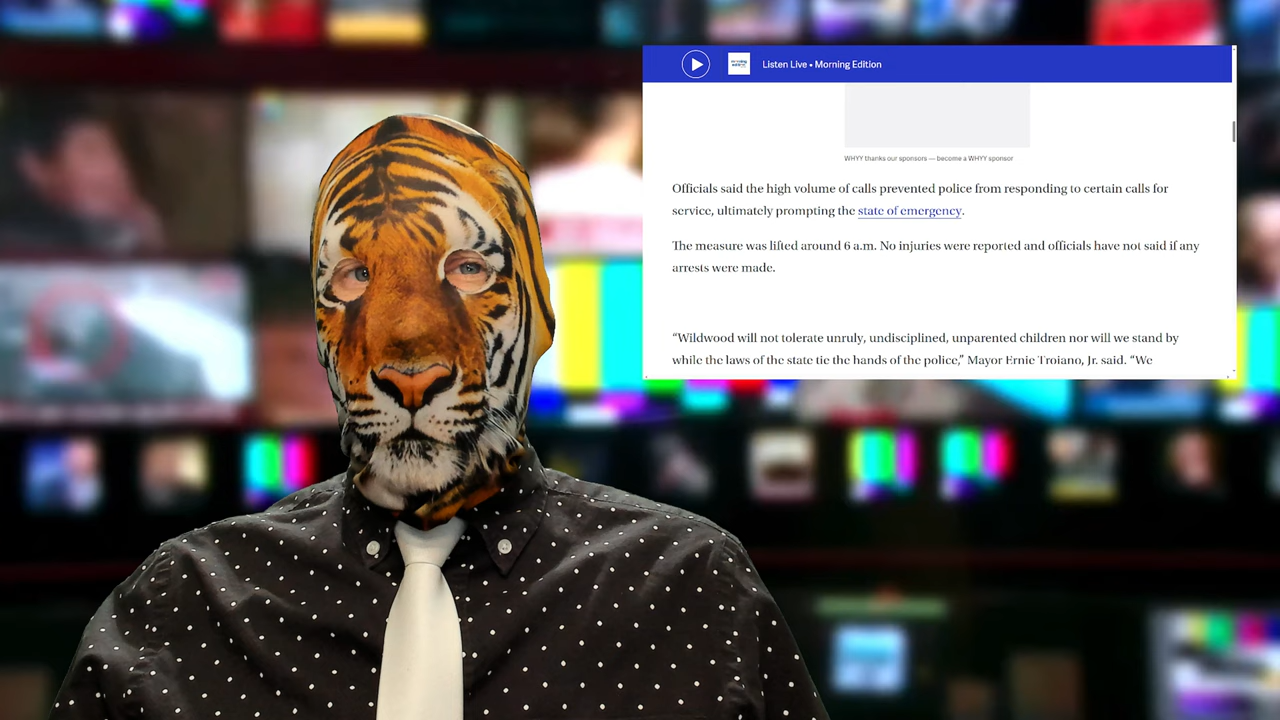 Listen Live • Morning Edition
WHYY thanks our sponsors — become a WHYY sponsor
Officials said the high volume of calls prevented police from responding to certain calls for
service, ultimately prompting the state of emergency.
The measure was lifted around 6 a.m. No injuries were reported and officials have not said if any
arrests were made.
“Wildwood will not tolerate unruly, undisciplined, unparented children nor will we stand by
while the laws of the state tie the hands of the police,” Mayor Ernie Troiano, Jr. said. “We